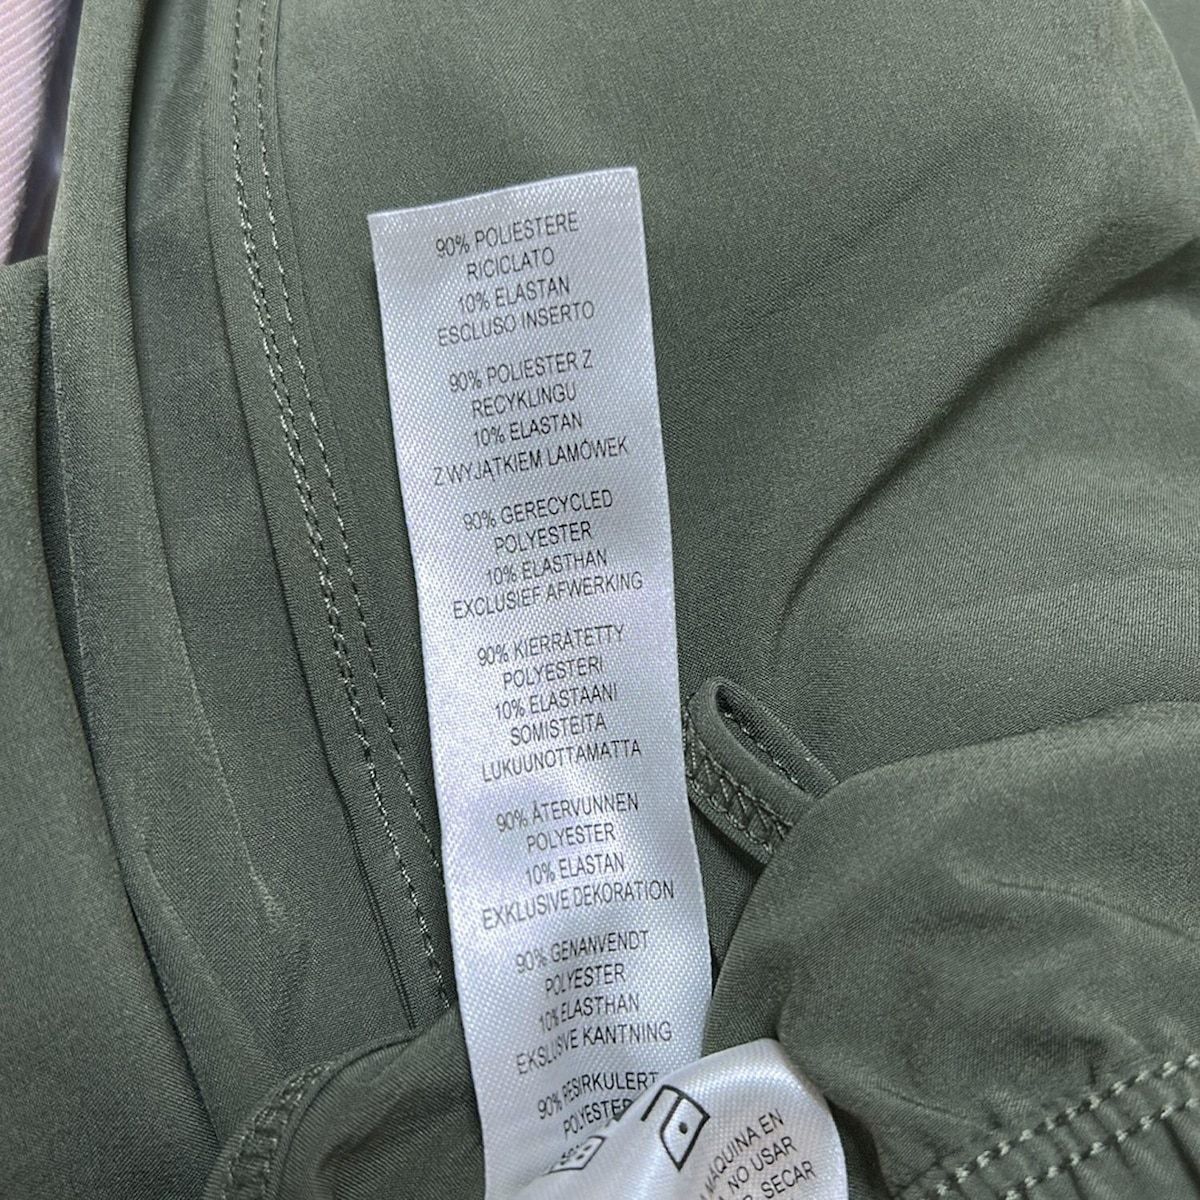 90% POLIESTERE
RICICLATO
10% ELASTAN
ESCLUSO INSERTO
90% POLIESTER Z
RECYKLINGU
10% ELASTAN
Z WYJĄTKIEM LAMÓWEK
90% GERECYCLED
POLYESTER
10% ELASTHAN
EXCLUSIEF AFWERKING
90% KIERRÄTETTY
POLYESTERI
10% ELASTAANI
SOMISTEITA
LUKUUNOTTAMATTA
90% ÅTERVUNNEN
POLYESTER
10% ELASTAN
EXKLUSIVE DEKORATION
90% GENANVENDT
POLYESTER
10% ELASTHAN
EKSLUSVE KANTNING
90% RESIRKULERT
POLYESTER
MÁQUINA EN
NO USAR
SECAR